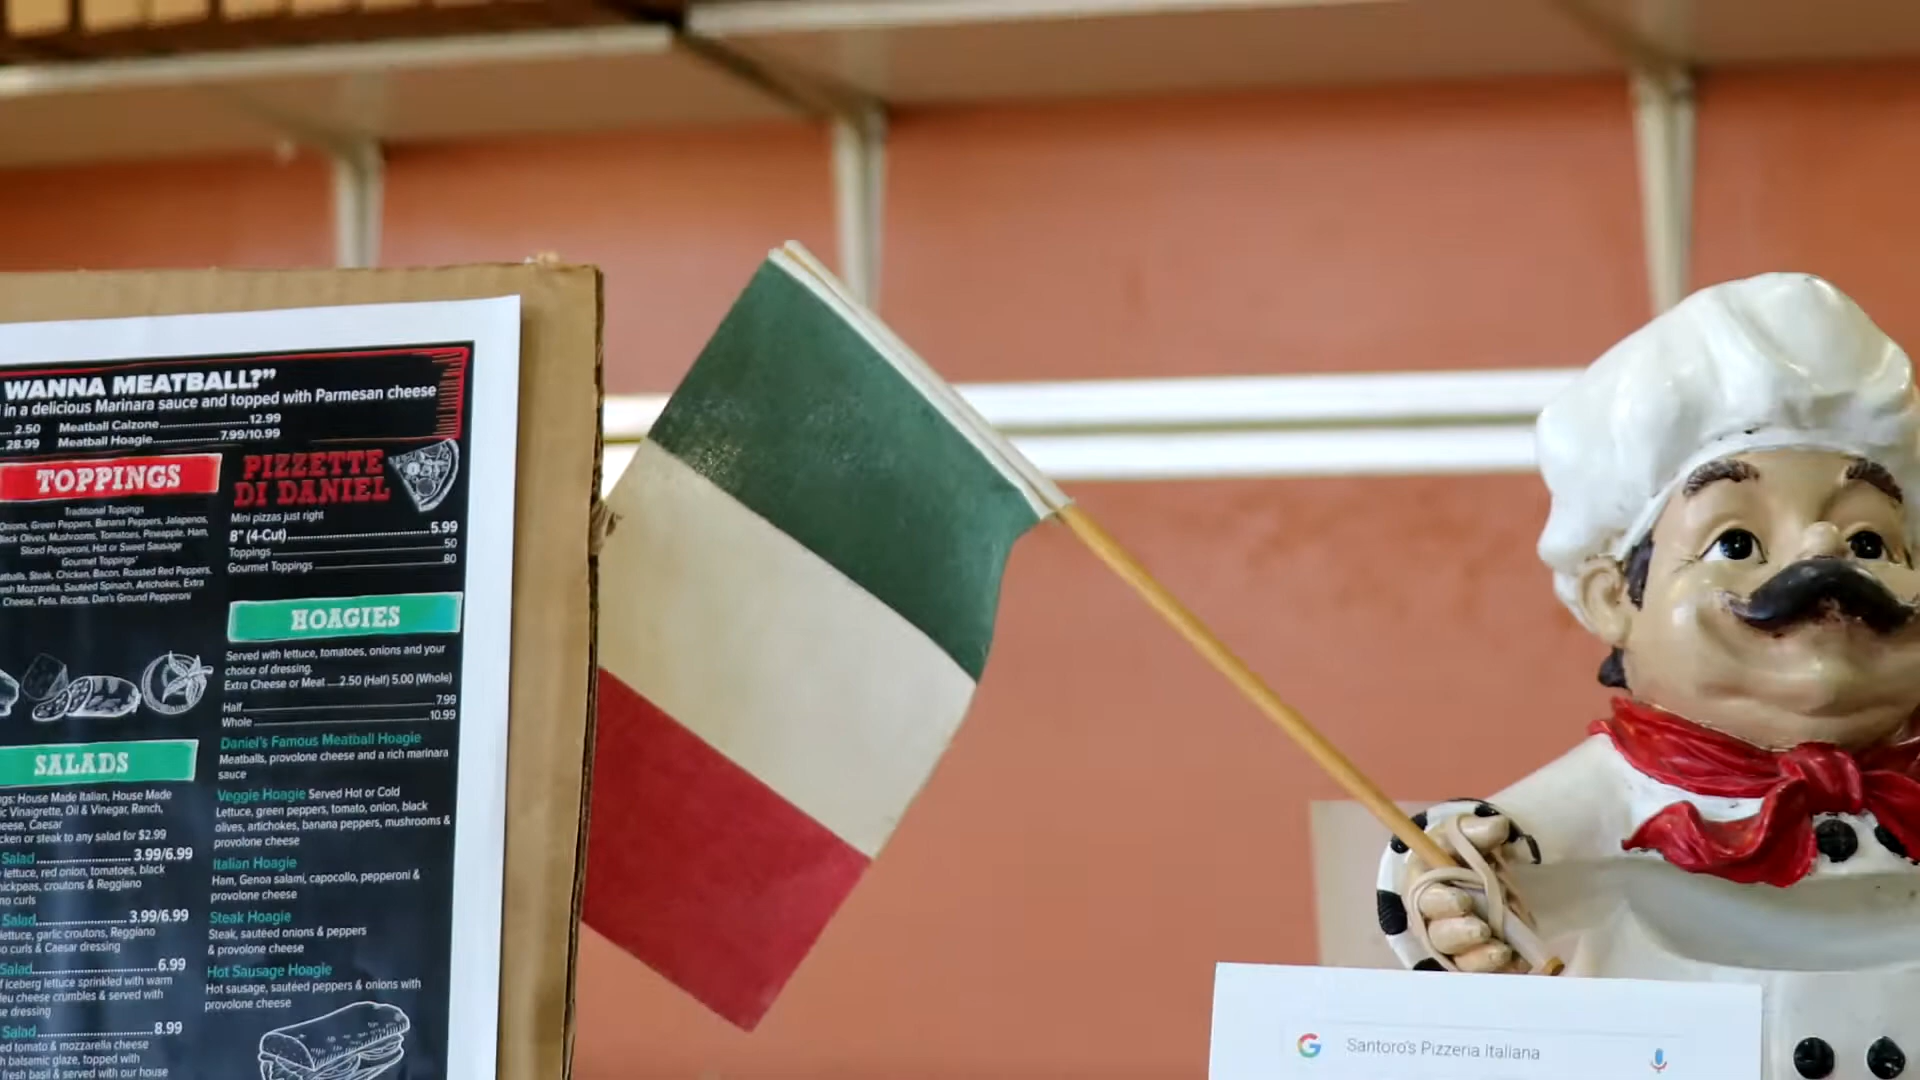 WANNA MEATBALL?"
in a delicious Marinara sauce and topped with Parmesan cheese
2.50 Meatball Calzone 12.99
28.99 Meatball Hoagie 7.99/10.99
TOPPINGS
Traditional Toppings
Onions, Green Peppers, Banana Peppers, Jalapenos,
Black Olives, Mushrooms, Tomatoes, Pineapple, Ham,
Sliced Pepperoni, Hot or Sweet Sausage
Gourmet Toppings*
Steak, Chicken, Bacon, Roasted Red Peppers,
Mozzarella, Sautéed Spinach, Artichokes, Extra
Cheese, Feta, Ricotta, Dan's Ground Pepperoni
SALADS
House Made Italian, House Made
Vinaigrette, Oil & Vinegar, Ranch,
Caesar
or steak to any salad for $2.99
Salad 3.99/6.99
lettuce, red onion, tomatoes, black
croutons & Reggiano
curls
Salad 3.99/6.99
lettuce, garlic croutons, Reggiano
curls & Caesar dressing
Salad 6.99
iceberg lettuce sprinkled with warm
cheese crumbles & served with
dressing
Salad 8.99
tomato & mozzarella cheese
balsamic glaze, topped with
fresh basil & served with our house
PIZZETTE
DI DANIEL
Mini pizzas just right
8" (4-Cut) 5.99
Toppings .50
Gourmet Toppings .80
HOAGIES
Served with lettuce, tomatoes, onions and your
choice of dressing.
Extra Cheese or Meat ....2.50 (Half) 5.00 (Whole)
Half 7.99
Whole 10.99
Daniel's Famous Meatball Hoagie
Meatballs, provolone cheese and a rich marinara
sauce
Veggie Hoagie Served Hot or Cold
Lettuce, green peppers, tomato, onion, black
olives, artichokes, banana peppers, mushrooms &
provolone cheese
Italian Hoagie
Ham, Genoa salami, capocollo, pepperoni &
provolone cheese
Steak Hoagie
Steak, sautéed onions & peppers
& provolone cheese
Hot Sausage Hoagie
Hot sausage, sautéed peppers & onions with
provolone cheese
G Santoro's Pizzeria Italiana